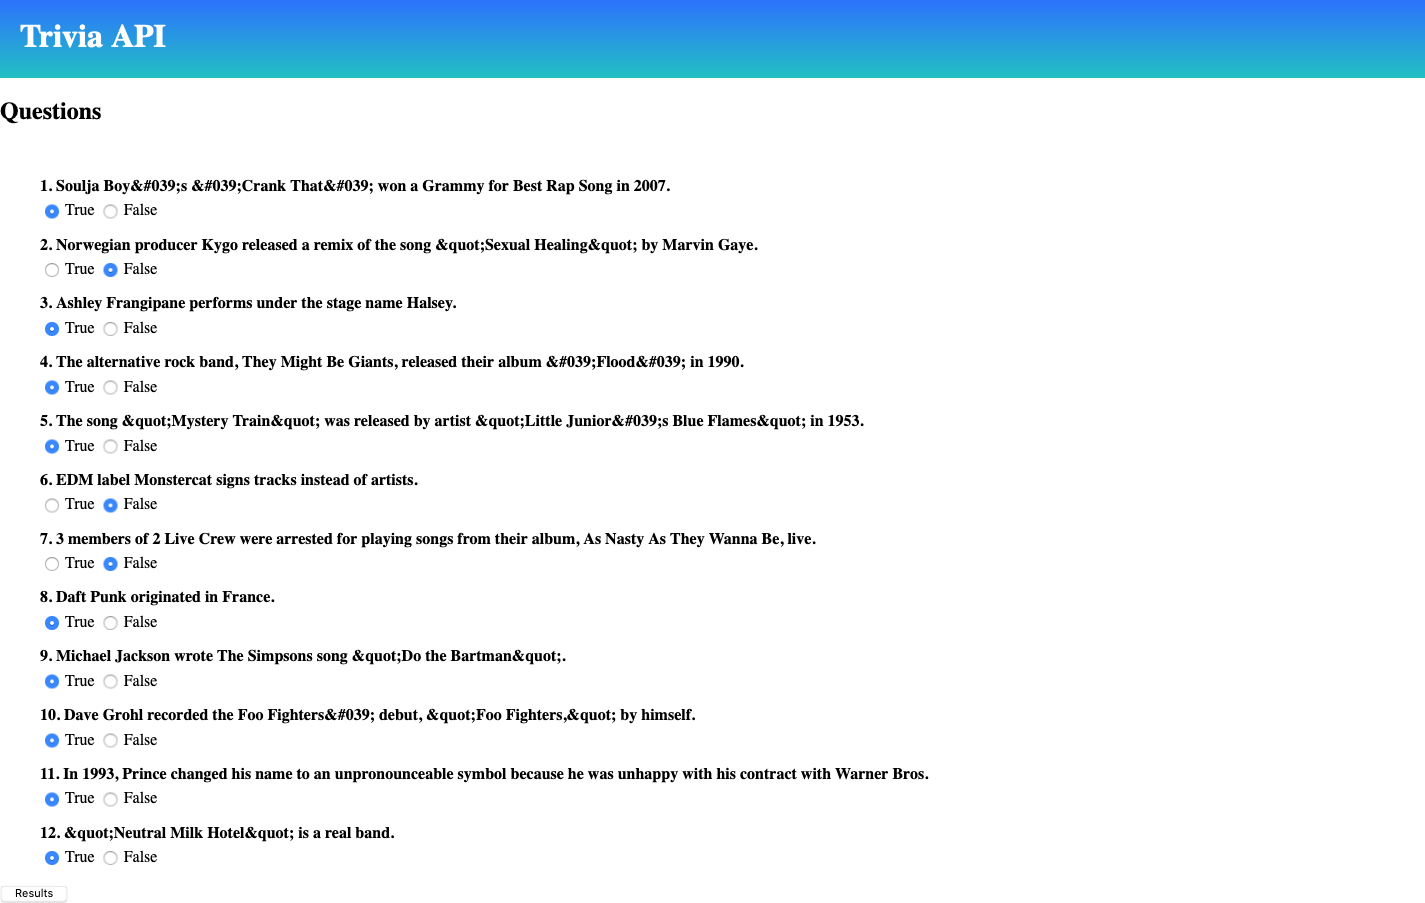 Trivia API
Questions
1. Soulja Boy&#039;s &#039;Crank That&#039; won a Grammy for Best Rap Song in 2007.
True False
2. Norwegian producer Kygo released a remix of the song &quot;Sexual Healing&quot; by Marvin Gaye.
True False
3. Ashley Frangipane performs under the stage name Halsey.
True False
4. The alternative rock band, They Might Be Giants, released their album &#039;Flood&#039; in 1990.
True False
5. The song &quot;Mystery Train&quot; was released by artist &quot;Little Junior&#039;s Blue Flames&quot; in 1953.
True False
6. EDM label Monstercat signs tracks instead of artists.
True False
7. 3 members of 2 Live Crew were arrested for playing songs from their album, As Nasty As They Wanna Be, live.
True False
8. Daft Punk originated in France.
True False
9. Michael Jackson wrote The Simpsons song &quot;Do the Bartman&quot;.
True False
10. Dave Grohl recorded the Foo Fighters&#039; debut, &quot;Foo Fighters,&quot; by himself.
True False
11. In 1993, Prince changed his name to an unpronounceable symbol because he was unhappy with his contract with Warner Bros.
True False
12. &quot;Neutral Milk Hotel&quot; is a real band.
True False
Results